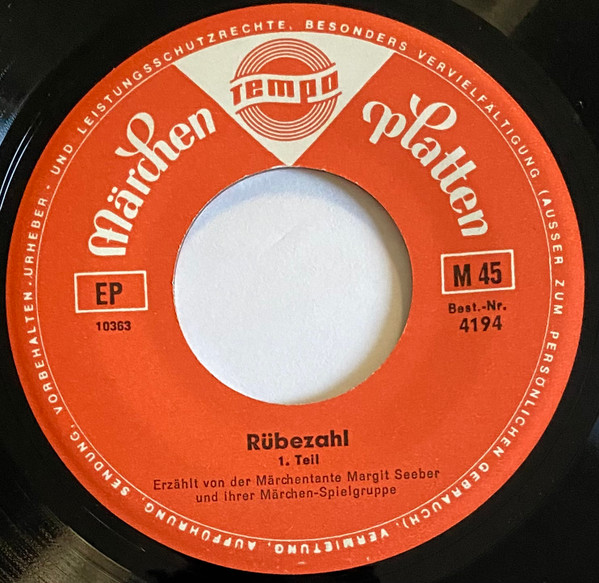 URHEBER- UND LEISTUNGSSCHUTZRECHTE, BESONDERS VERVIELFÄLTIGUNG (AUSSER ZUM PERSÖNLICHEN GEBRAUCH), VERMIETUNG, AUFFÜHRUNG, SENDUNG, VORBEHALTEN
TEMPO
Märchen
platten
EP
10363
M 45
Best.-Nr.
4194
Rübezahl
1. Teil
Erzählt von der Märchentante Margit Seeber
und ihrer Märchen-Spielgruppe